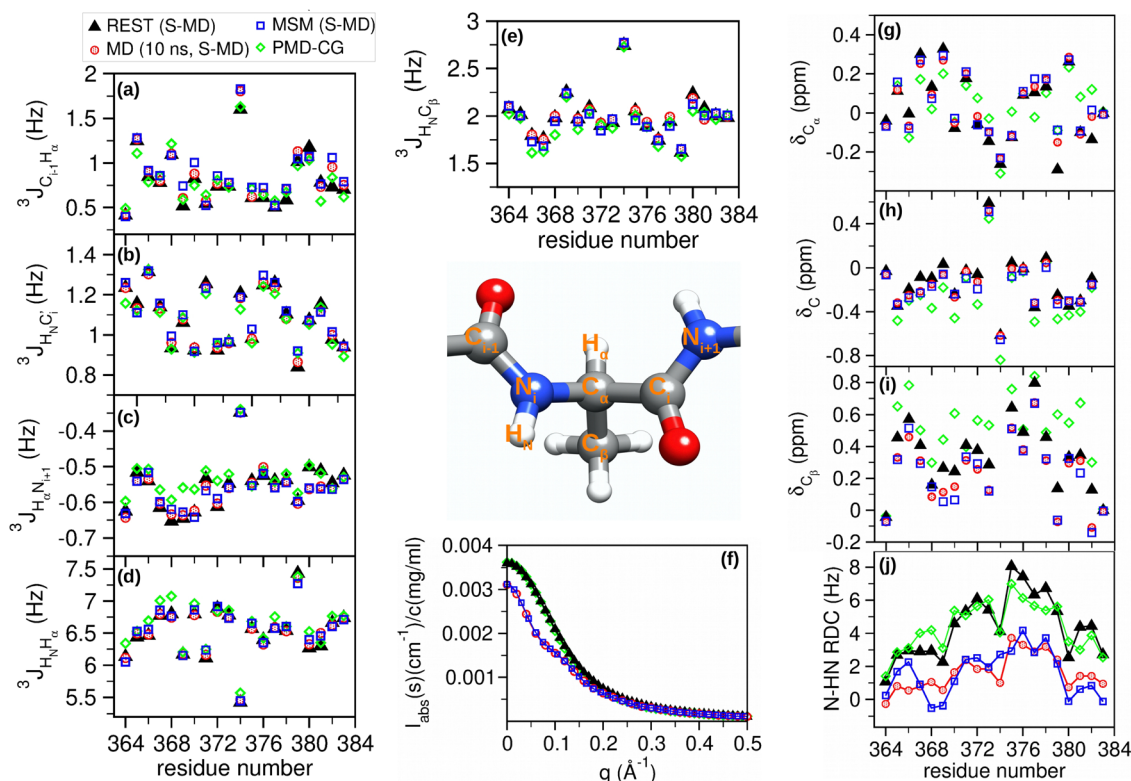 REST (S-MD) MSM (S-MD)
MD (10 ns, S-MD) PMD-CG
(a)
³J_{C_{i-1}H_α} (Hz)
2
1.5
1
0.5
(b)
³J_{H_N C_i'} (Hz)
1.4
1.2
1
0.8
(c)
³J_{H_α N_{i+1}} (Hz)
-0.4
-0.5
-0.6
-0.7
(d)
³J_{H_N H_α} (Hz)
7.5
7
6.5
6
5.5
364 368 372 376 380 384
residue number
(e)
³J_{H_N C_β} (Hz)
3
2.5
2
1.5
364 368 372 376 380 384
residue number
C_{i-1} H_α N_{i+1}
N_i C_α C_i
H_N C_β
(f)
I_{abs}(s)(cm⁻¹)/c(mg/ml)
0.004
0.003
0.002
0.001
0
0 0.1 0.2 0.3 0.4 0.5
q (Å⁻¹)
(g)
δ_{C_α} (ppm)
0.4
0.2
0
-0.2
(h)
δ_C (ppm)
0.4
0
-0.4
-0.8
(i)
δ_{C_β} (ppm)
0.8
0.6
0.4
0.2
0
-0.2
(j)
N-HN RDC (Hz)
8
6
4
2
0
364 368 372 376 380 384
residue number